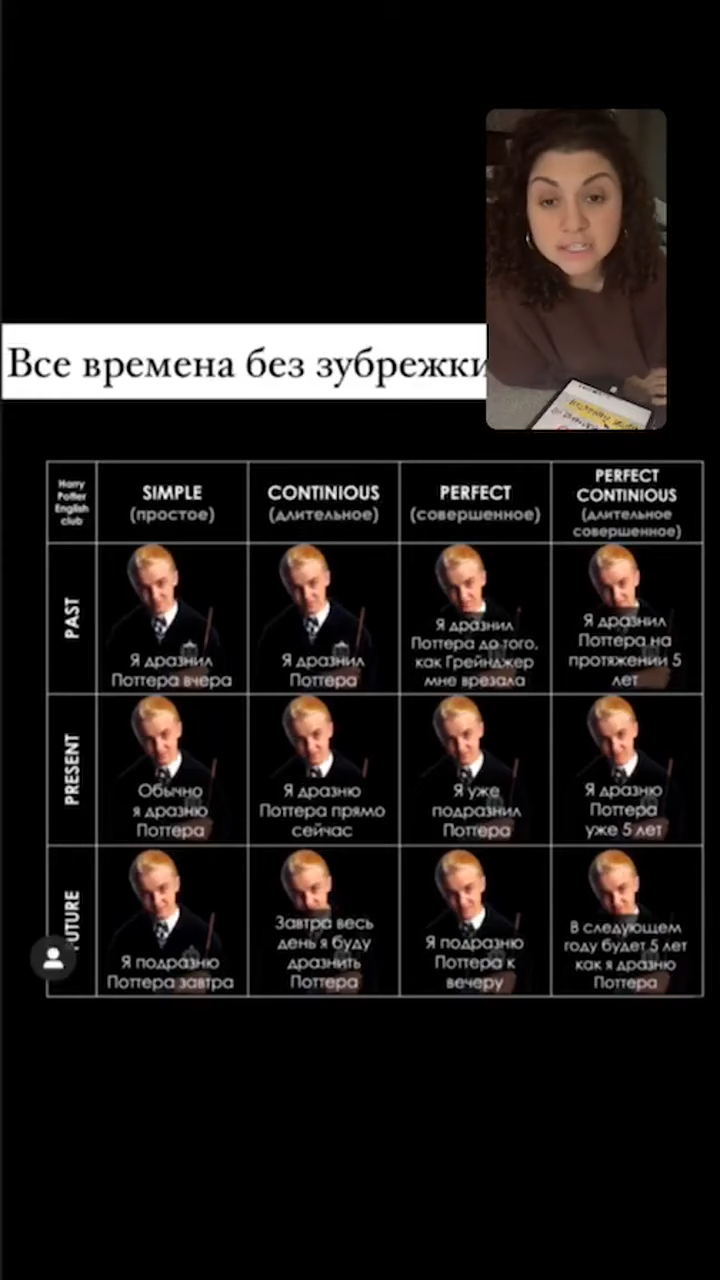 Все времена без зубрежки
Harry
Potter
English
club
SIMPLE
(простое)
CONTINIOUS
(длительное)
PERFECT
(совершенное)
PERFECT
CONTINIOUS
(длительное
совершенное)
PAST
Я дразнил
Поттера вчера
Я дразнил
Поттера
Я дразнил
Поттера до того,
как Грейнджер
мне врезала
Я дразнил
Поттера на
протяжении 5
лет
PRESENT
Обычно
я дразню
Поттера
Я дразню
Поттера прямо
сейчас
Я уже
подразнил
Поттера
Я дразню
Поттера
уже 5 лет
FUTURE
Я подразню
Поттера завтра
Завтра весь
день я буду
дразнить
Поттера
Я подразню
Поттера к
вечеру
В следующем
году будет 5 лет
как я дразню
Поттера